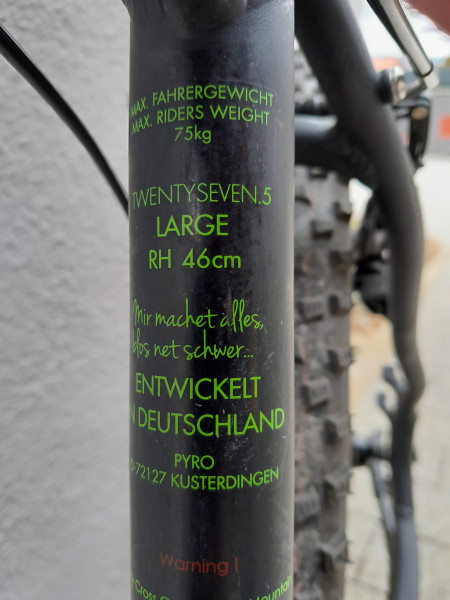 MAX. FAHRERGEWICHT
MAX. RIDERS WEIGHT
75kg
TWENTYSEVEN.5
LARGE
RH 46cm
Mir machet alles,
blos net schwer...
ENTWICKELT
IN DEUTSCHLAND
PYRO
D-72127 KUSTERDINGEN
Warning !
Cross